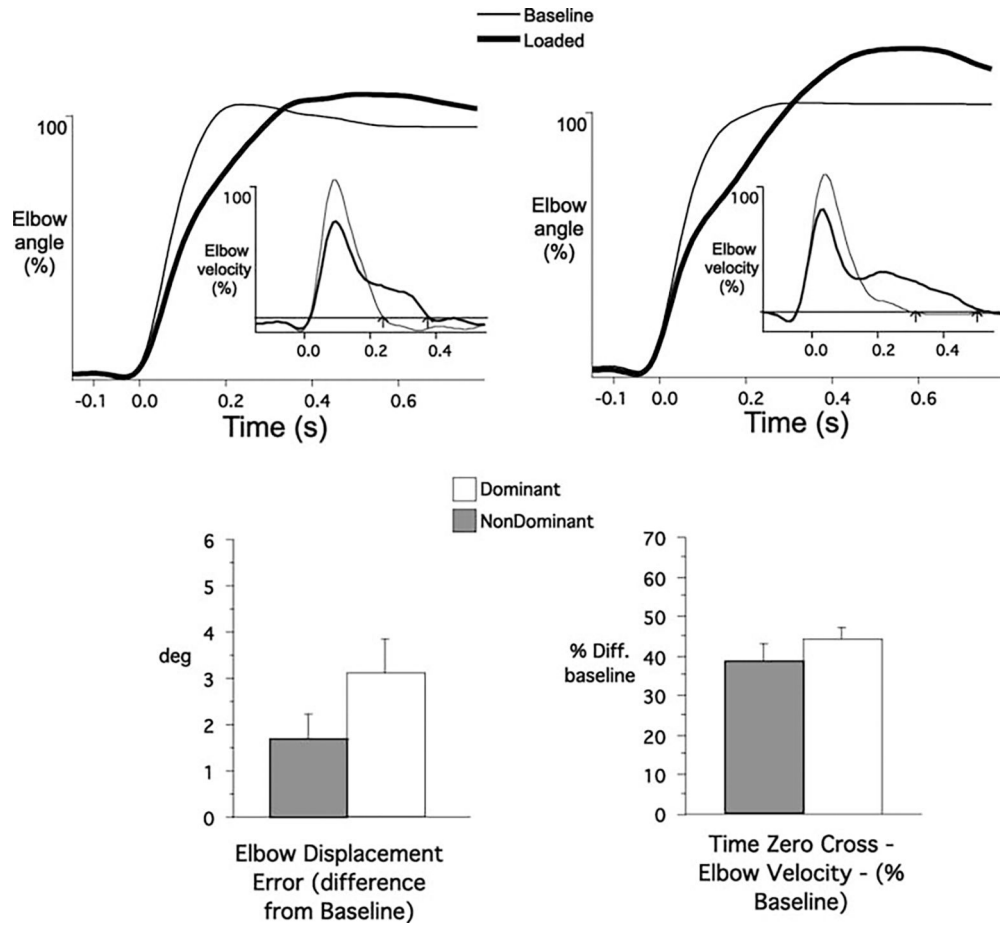 Baseline
Loaded
100
Elbow
angle
(%)
100
Elbow
velocity
(%)
0.0
0.2
0.4
-0.1
0.0
0.2
0.4
0.6
Time (s)
100
Elbow
angle
(%)
100
Elbow
velocity
(%)
0.0
0.2
0.4
-0.1
0.0
0.2
0.4
0.6
Time (s)
Dominant
NonDominant
6
5
4
deg
3
2
1
0
Elbow Displacement
Error (difference
from Baseline)
70
60
50
% Diff.
baseline
40
30
20
10
0
Time Zero Cross -
Elbow Velocity - (%
Baseline)